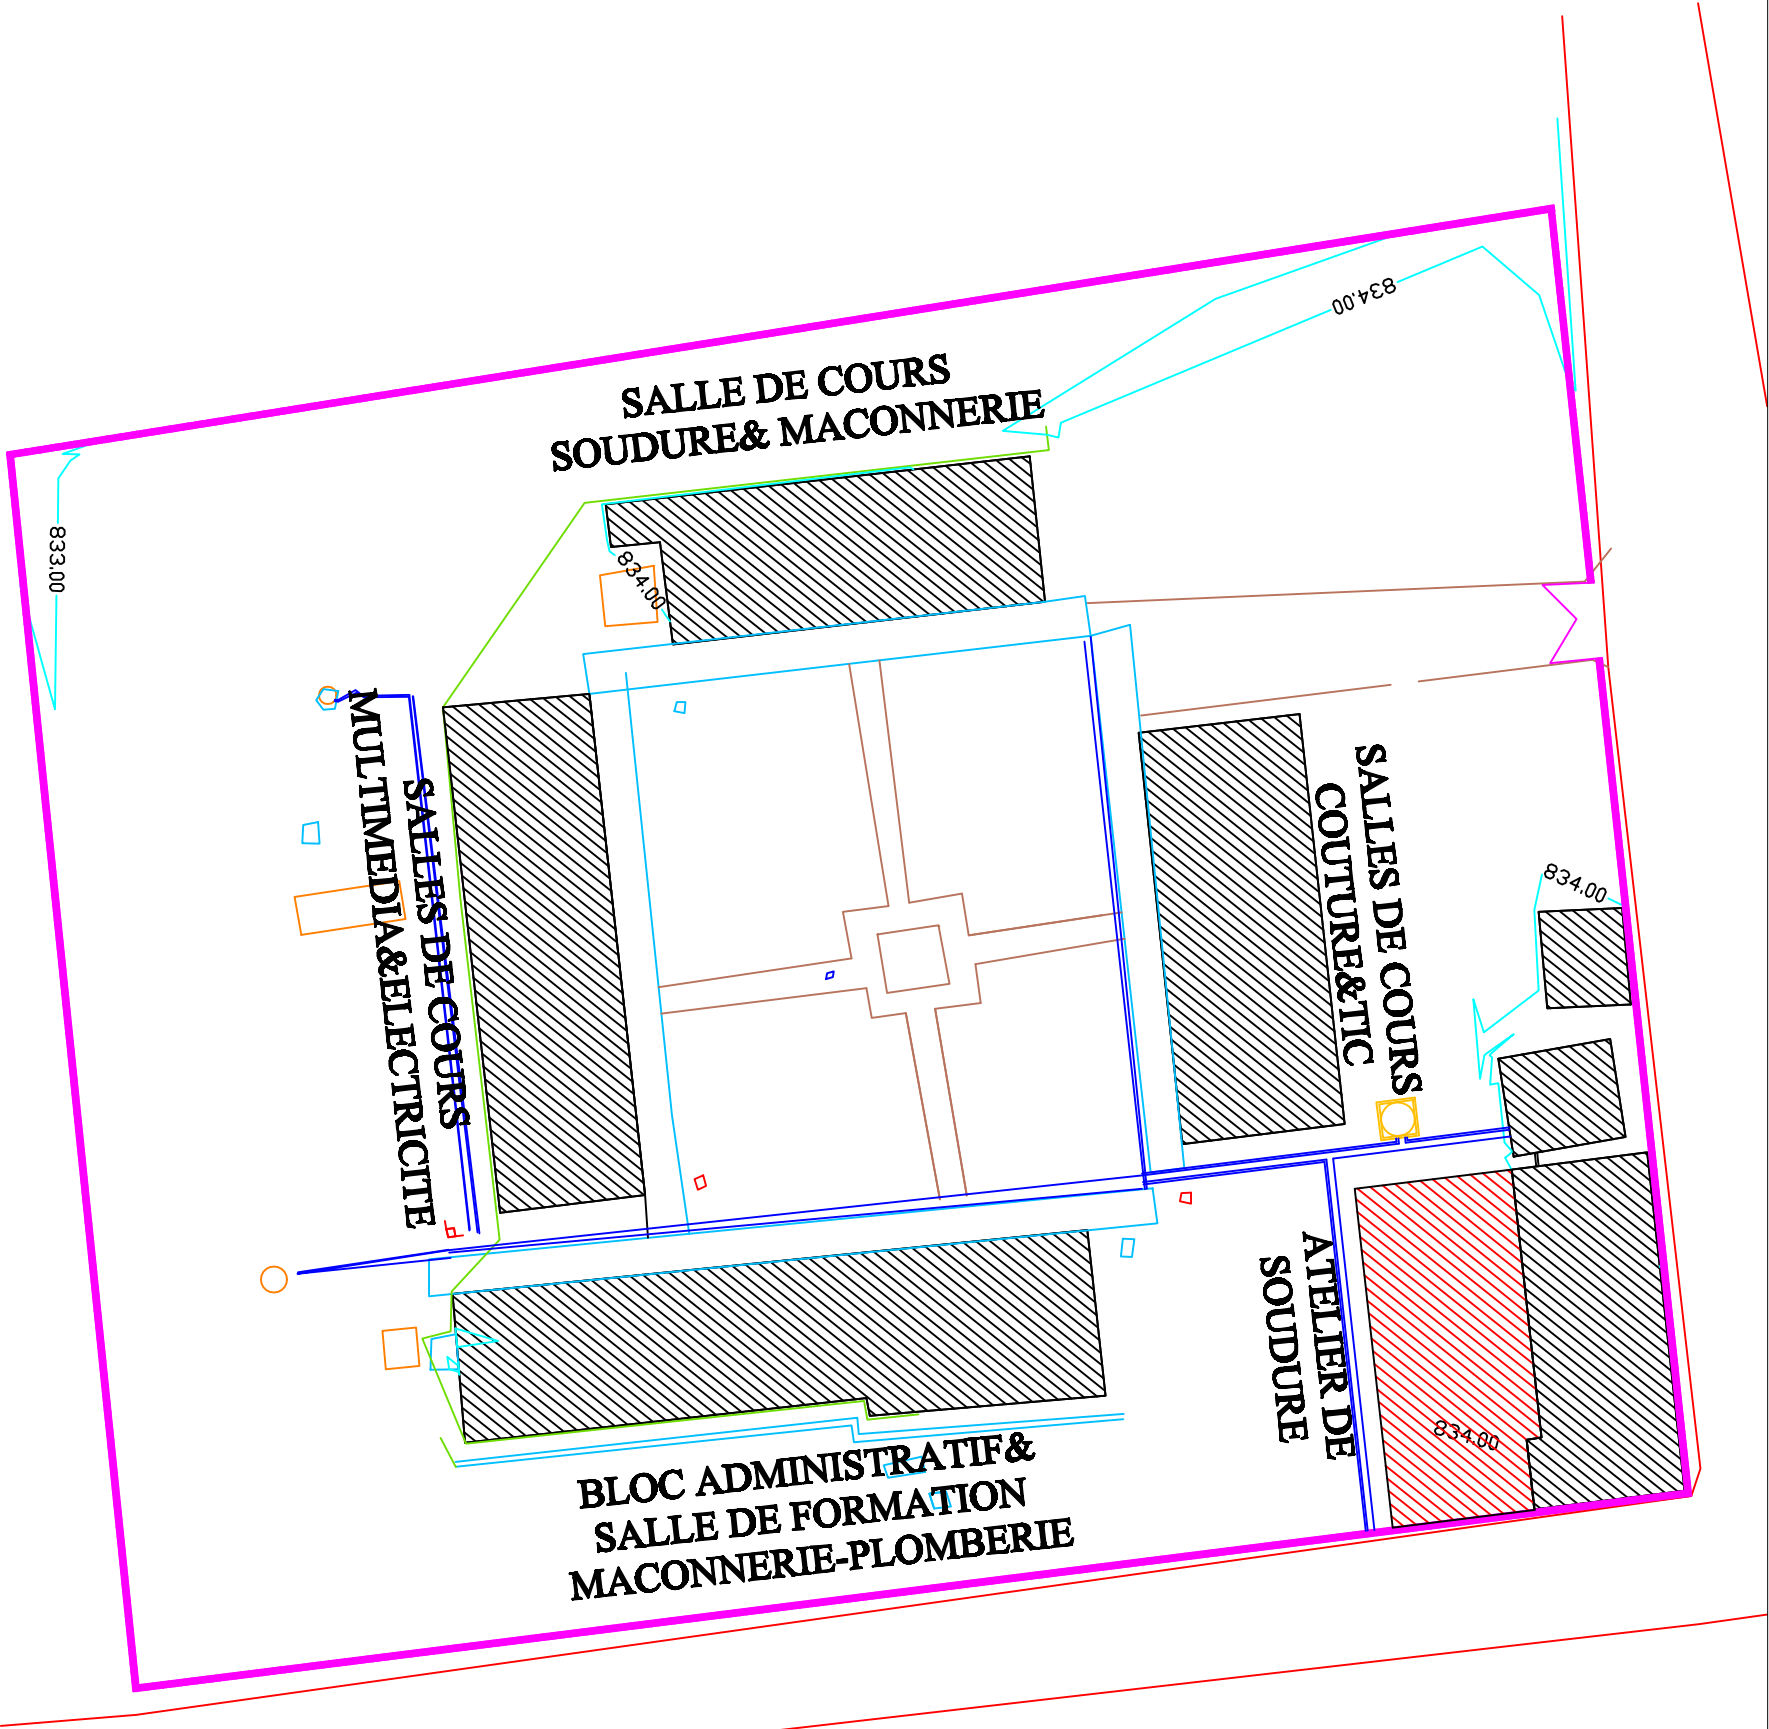 834.00
SALLE DE COURS
SOUDURE& MACONNERIE
833.00
834.00
SALLES DE COURS
MULTIMEDIA&ELECTRICITE
SALLES DE COURS
COUTURE&TIC
834.00
ATELIER DE
SOUDURE
834.00
BLOC ADMINISTRATIF&
SALLE DE FORMATION
MACONNERIE-PLOMBERIE